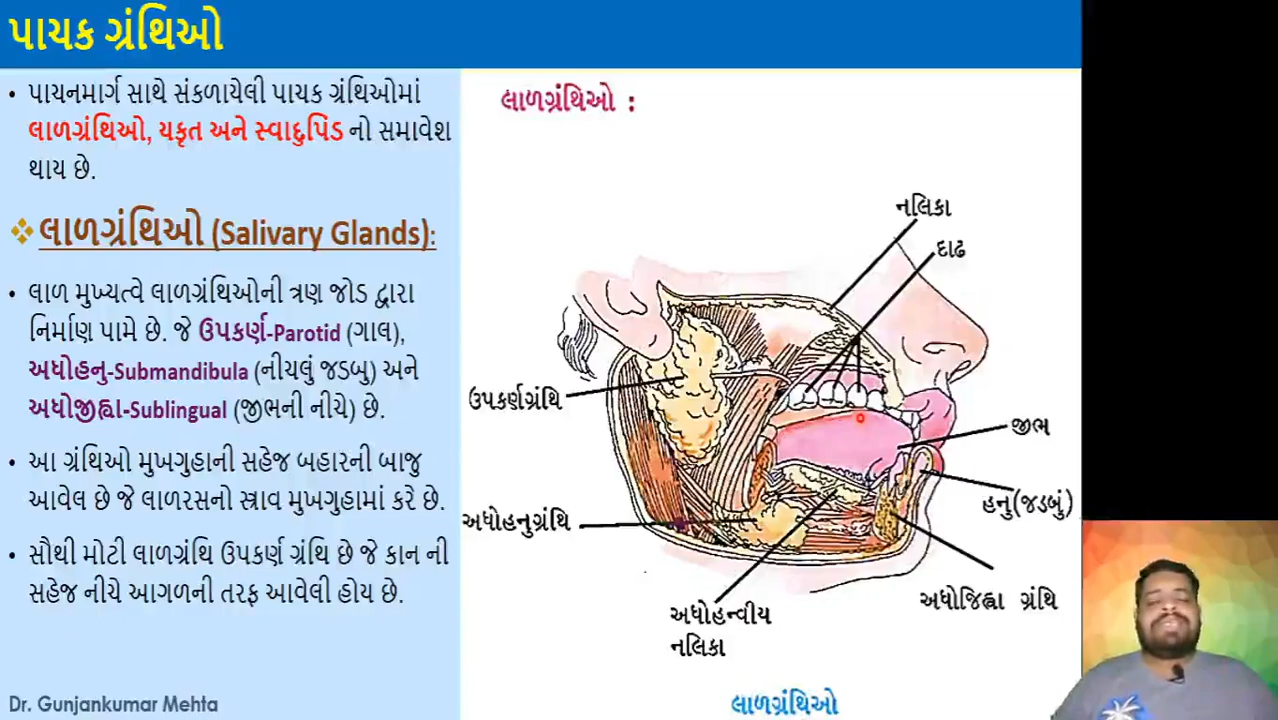 પાચક ગ્રંથિઓ
• પાચનમાર્ગ સાથે સંકળાયેલી પાચક ગ્રંથિઓમાં
લાળગ્રંથિઓ, યકૃત અને સ્વાદુપિંડ નો સમાવેશ
થાય છે.
❖ લાળગ્રંથિઓ (Salivary Glands):
• લાળ મુખ્યત્વે લાળગ્રંથિઓની ત્રણ જોડ દ્વારા
નિર્માણ પામે છે. જે ઉપકર્ણ-Parotid (ગાલ),
અધોહનુ-Submandibula (નીચલું જડબુ) અને
અધોજીહ્વા-Sublingual (જીભની નીચે) છે.
• આ ગ્રંથિઓ મુખગુહાની સહેજ બહારની બાજુ
આવેલ છે જે લાળરસનો સ્ત્રાવ મુખગુહામાં કરે છે.
• સૌથી મોટી લાળગ્રંથિ ઉપકર્ણ ગ્રંથિ છે જે કાન ની
સહેજ નીચે આગળની તરફ આવેલી હોય છે.
Dr. Gunjankumar Mehta
લાળગ્રંથિઓ :
નલિકા
દાઢ
ઉપકર્ણગ્રંથિ
જીભ
હનુ(જડબું)
અધોહનુગ્રંથિ
અધોજિહ્વા ગ્રંથિ
અધોહન્વીય
નલિકા
લાળગ્રંથિઓ